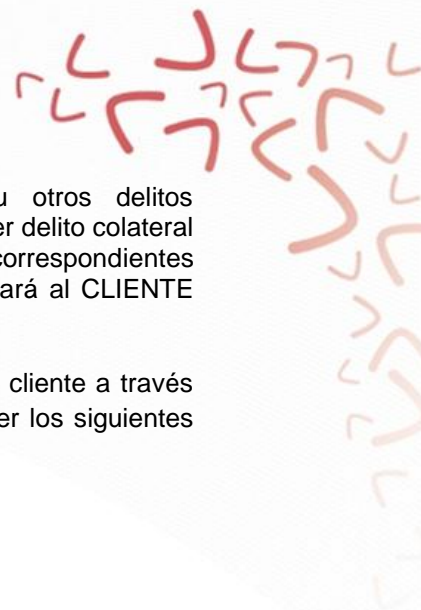 u otros delitos
er delito colateral
correspondientes
ará al CLIENTE
cliente a través
er los siguientes